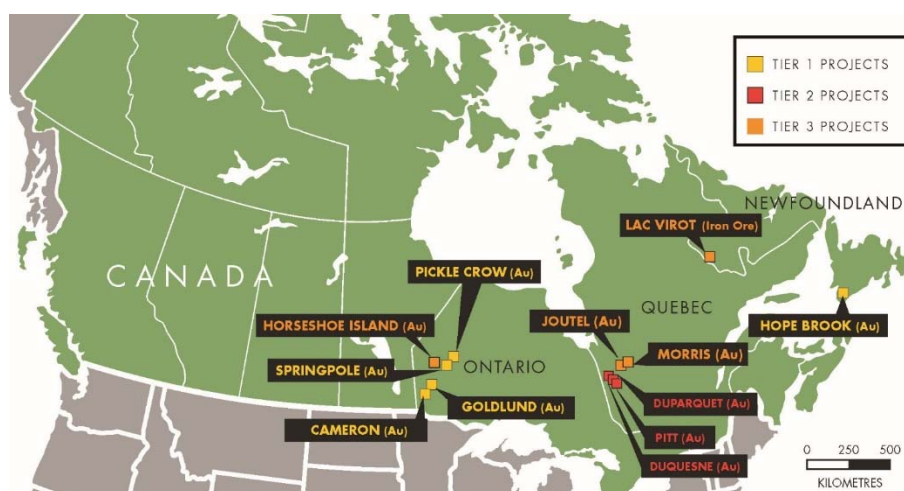 TIER 1 PROJECTS
TIER 2 PROJECTS
TIER 3 PROJECTS
NEWFOUNDLAND
LAC VIROT (Iron Ore)
CANADA
PICKLE CROW (Au)
QUEBEC
HORSESHOE ISLAND (Au)
JOUTEL (Au)
HOPE BROOK (Au)
SPRINGPOLE (Au)
ONTARIO
MORRIS (Au)
GOLDLUND (Au)
DUPARQUET (Au)
CAMERON (Au)
PITT (Au)
DUQUESNE (Au)
0 250 500
KILOMETRES